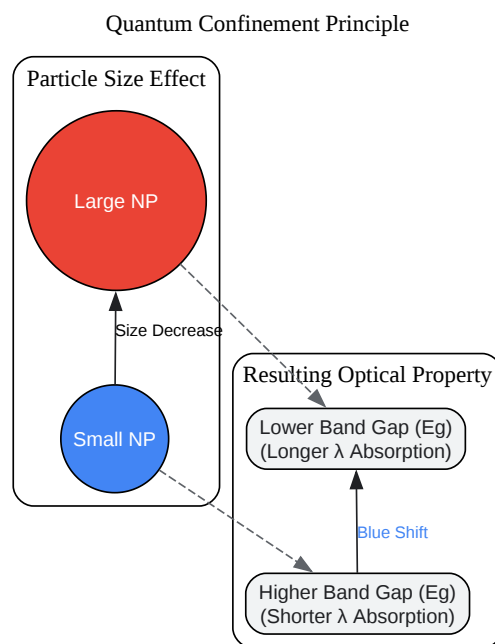 Quantum Confinement Principle
Particle Size Effect
Large NP
Size Decrease
Small NP
Resulting Optical Property
Lower Band Gap (Eg)
(Longer λ Absorption)
Blue Shift
Higher Band Gap (Eg)
(Shorter λ Absorption)